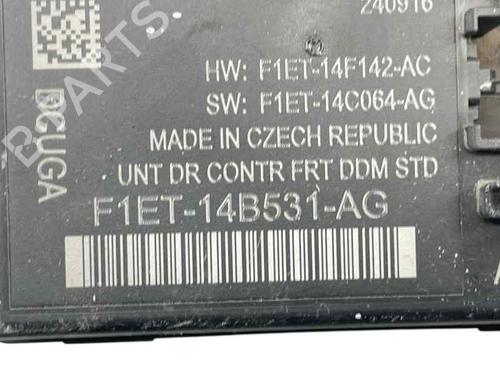 240916
HW: F1ET-14F142-AC
SW: F1ET-14C064-AG
MADE IN CZECH REPUBLIC
UNT DR CONTR FRT DDM STD
F1ET-14B531-AG
DCUGA
B-Parts